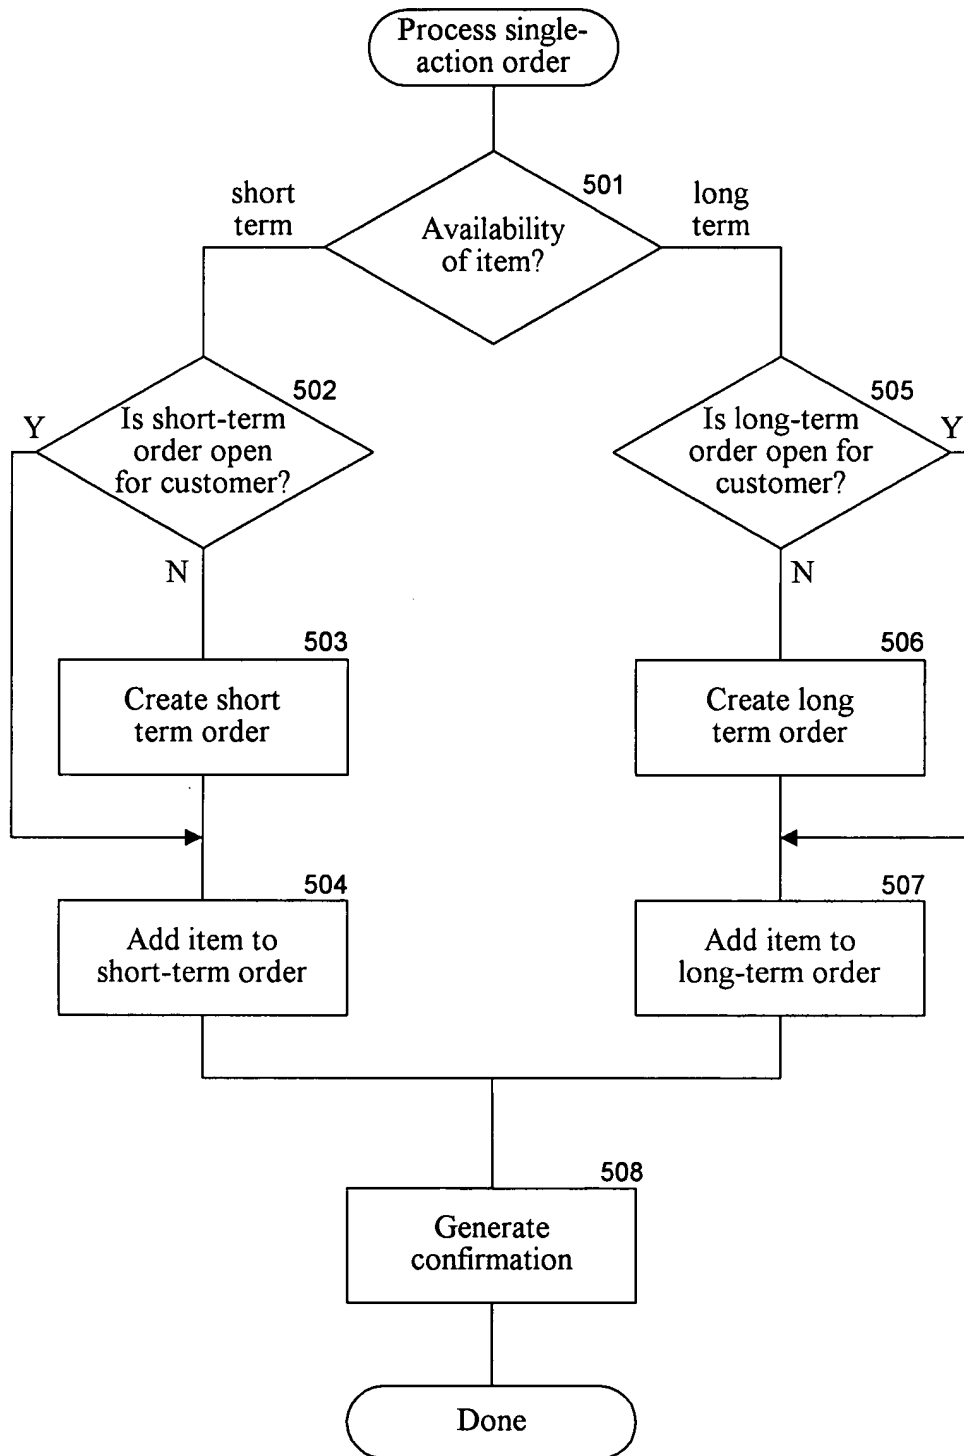 Process single-
action order
501
short
term
long
term
Availability
of item?
502
505
Y
Is short-term
order open
for customer?
Is long-term
order open for
customer?
Y
N
N
503
506
Create short
term order
Create long
term order
504
507
Add item to
short-term order
Add item to
long-term order
508
Generate
confirmation
Done